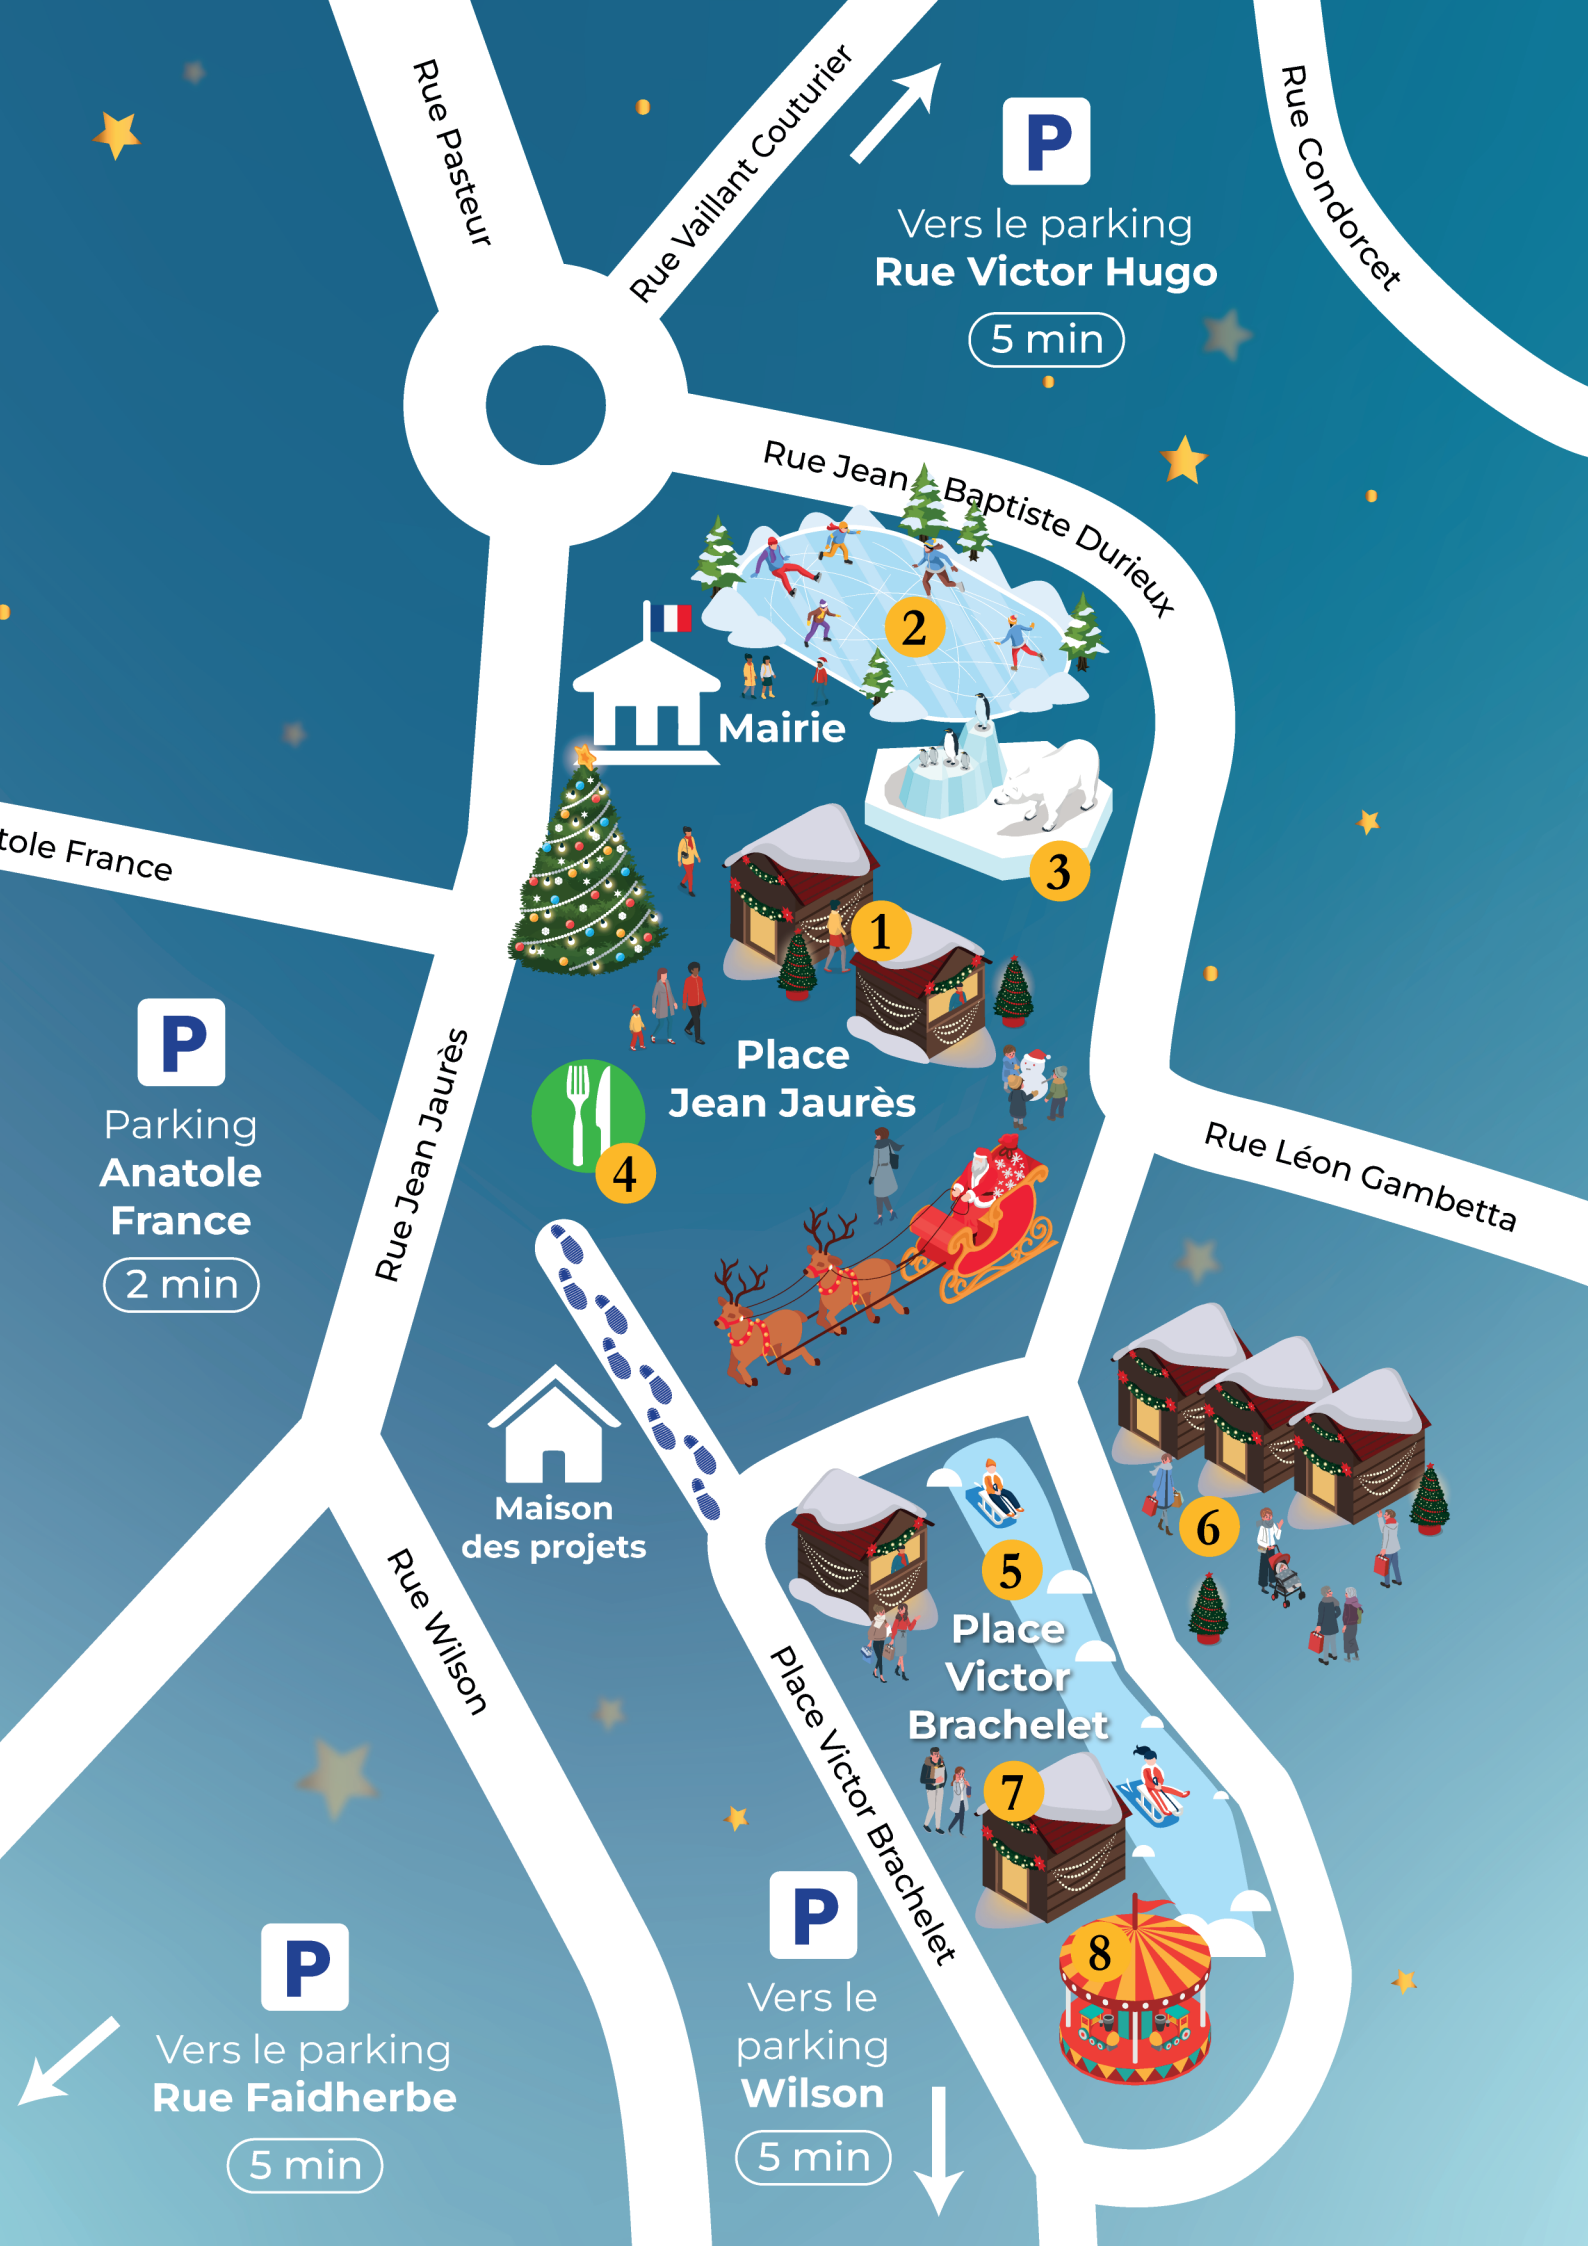 Rue Pasteur
Rue Vaillant Couturier
Rue Condorcet
P
Vers le parking
Rue Victor Hugo
5 min
Rue Jean Baptiste Durieux
2
Mairie
3
1
tole France
Place
Jean Jaurès
P
Parking
Anatole
France
2 min
Rue Jean Jaurès
4
Rue Léon Gambetta
Maison
des projets
6
5
Place
Victor
Brachelet
Rue Wilson
Place Victor Brachelet
7
8
P
Vers le
parking
Wilson
5 min
P
Vers le parking
Rue Faidherbe
5 min